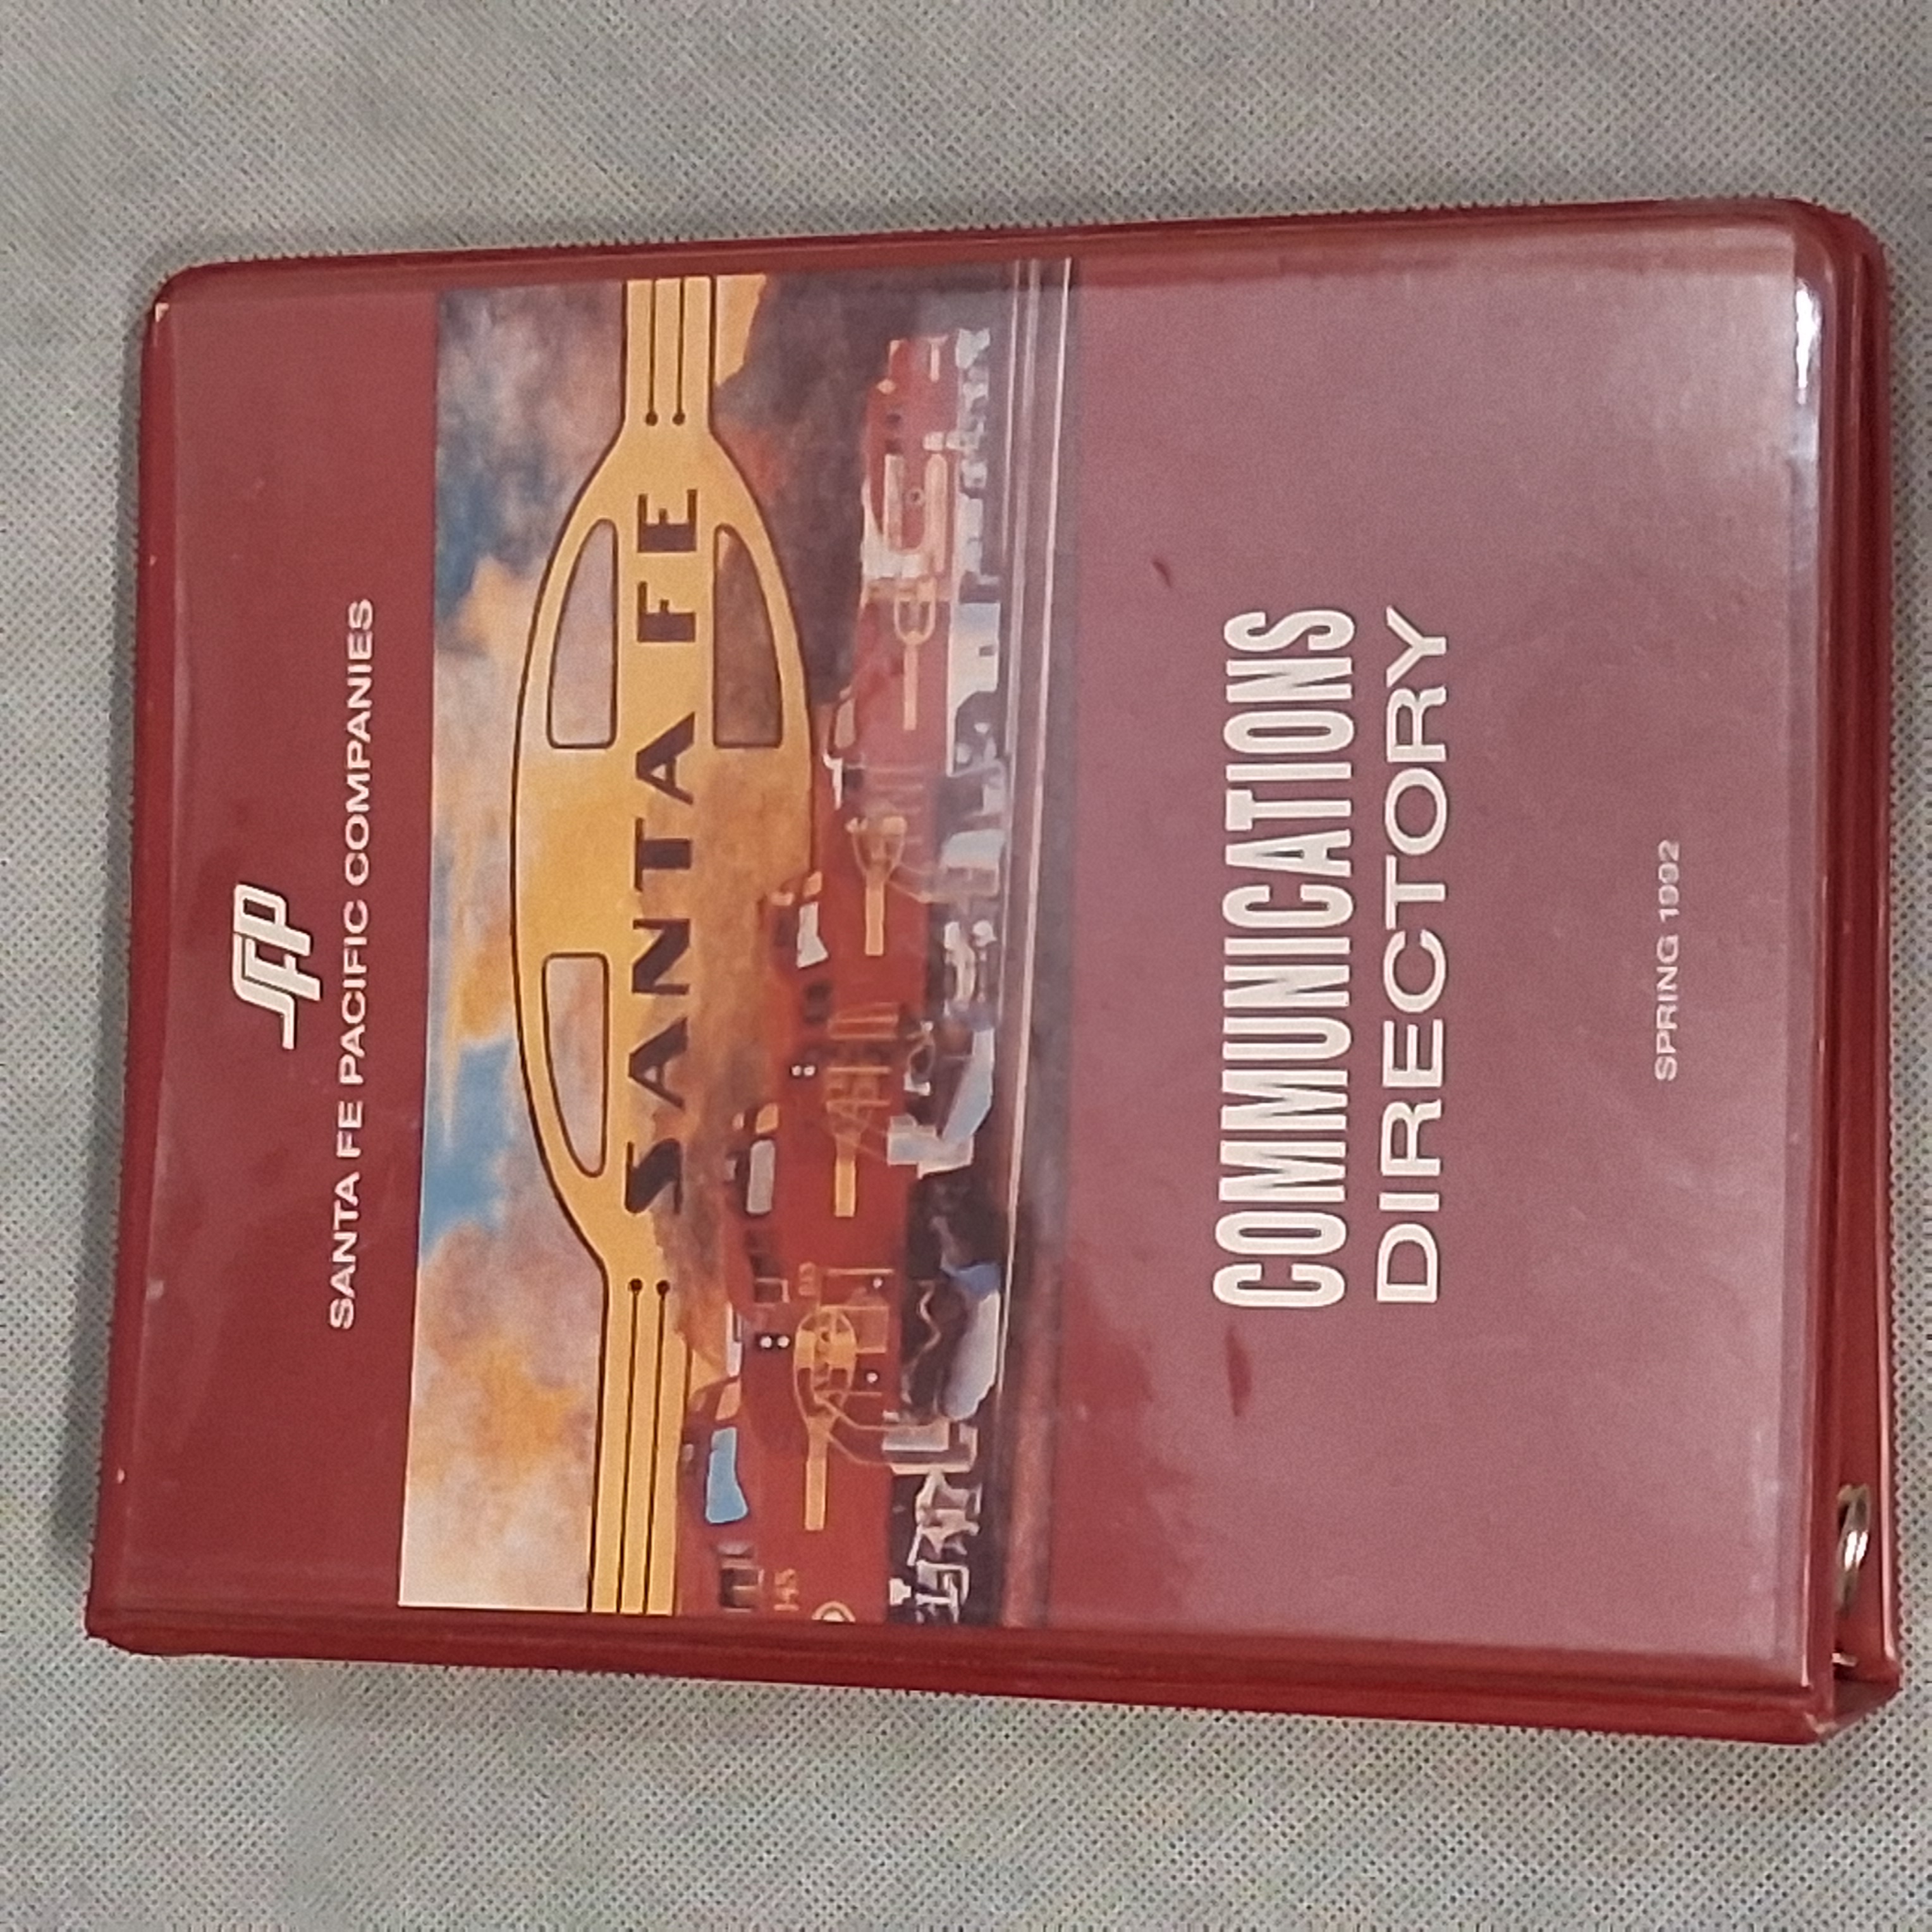 SFP
SANTA FE PACIFIC COMPANIES
SANTA FE
COMMUNICATIONS
DIRECTORY
SPRING 1992